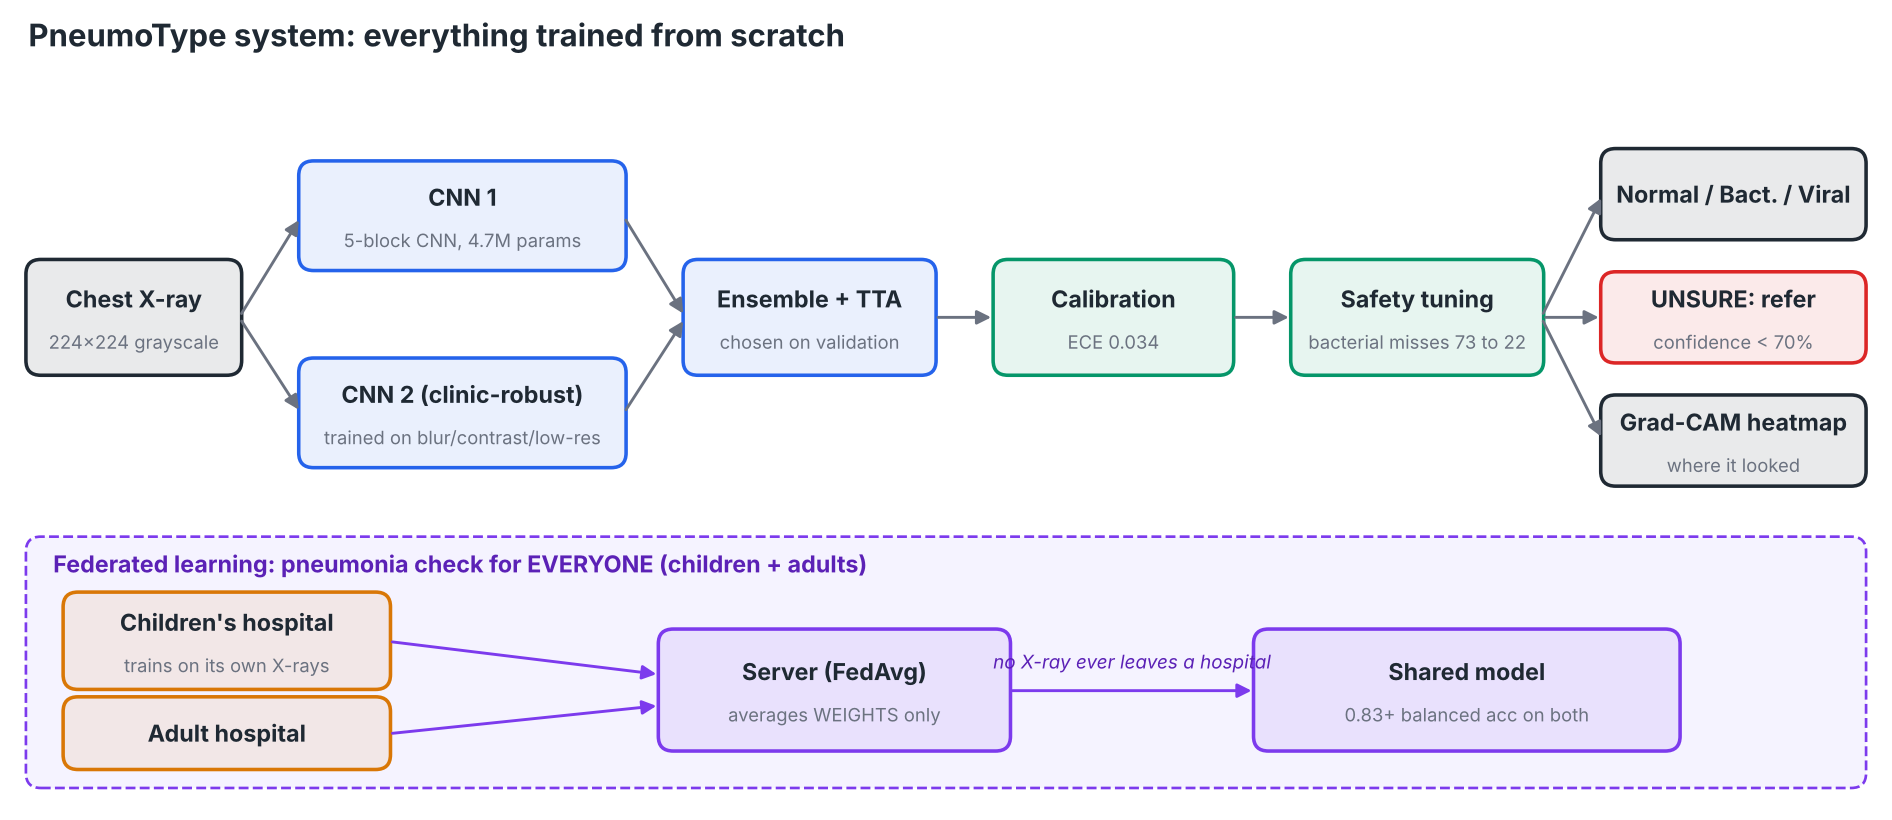 PneumoType system: everything trained from scratch
Chest X-ray
224×224 grayscale
CNN 1
5-block CNN, 4.7M params
CNN 2 (clinic-robust)
trained on blur/contrast/low-res
Ensemble + TTA
chosen on validation
Calibration
ECE 0.034
Safety tuning
bacterial misses 73 to 22
Normal / Bact. / Viral
UNSURE: refer
confidence < 70%
Grad-CAM heatmap
where it looked
Federated learning: pneumonia check for EVERYONE (children + adults)
Children's hospital
trains on its own X-rays
Adult hospital
Server (FedAvg)
averages WEIGHTS only
no X-ray ever leaves a hospital
Shared model
0.83+ balanced acc on both